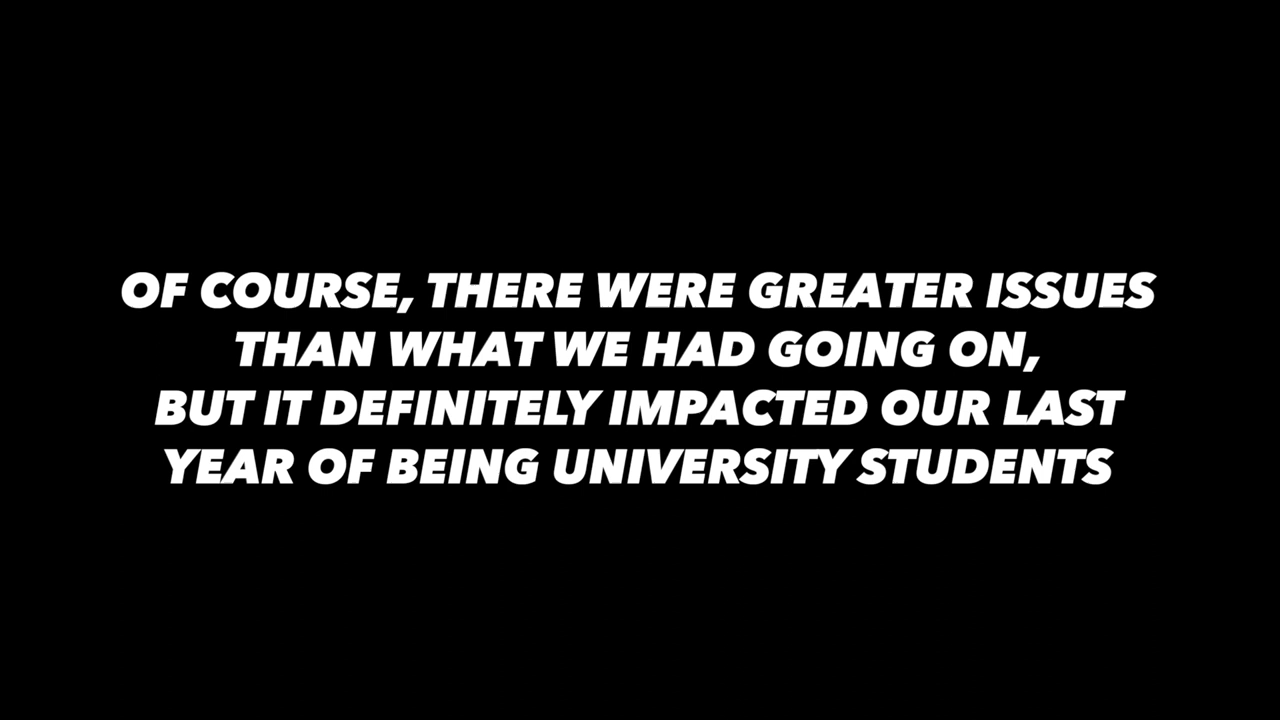 OF COURSE, THERE WERE GREATER ISSUES
THAN WHAT WE HAD GOING ON,
BUT IT DEFINITELY IMPACTED OUR LAST
YEAR OF BEING UNIVERSITY STUDENTS